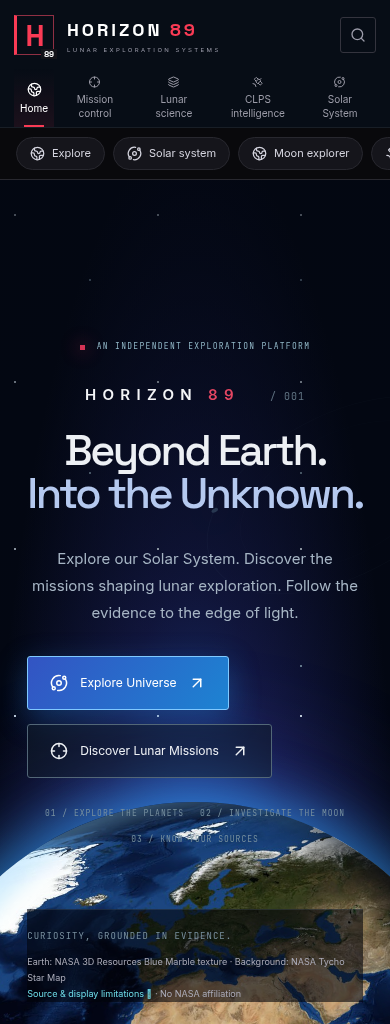 H
89
HORIZON 89
LUNAR EXPLORATION SYSTEMS
Home
Mission
control
Lunar
science
CLPS
intelligence
Solar
System
Explore
Solar system
Moon explorer
AN INDEPENDENT EXPLORATION PLATFORM
HORIZON 89 / 001
Beyond Earth.
Into the Unknown.
Explore our Solar System. Discover the
missions shaping lunar exploration. Follow the
evidence to the edge of light.
Explore Universe
Discover Lunar Missions
01 / EXPLORE THE PLANETS 02 / INVESTIGATE THE MOON
03 / KNOW YOUR SOURCES
CURIOSITY, GROUNDED IN EVIDENCE.
Earth: NASA 3D Resources Blue Marble texture · Background: NASA Tycho
Star Map
Source & display limitations · No NASA affiliation